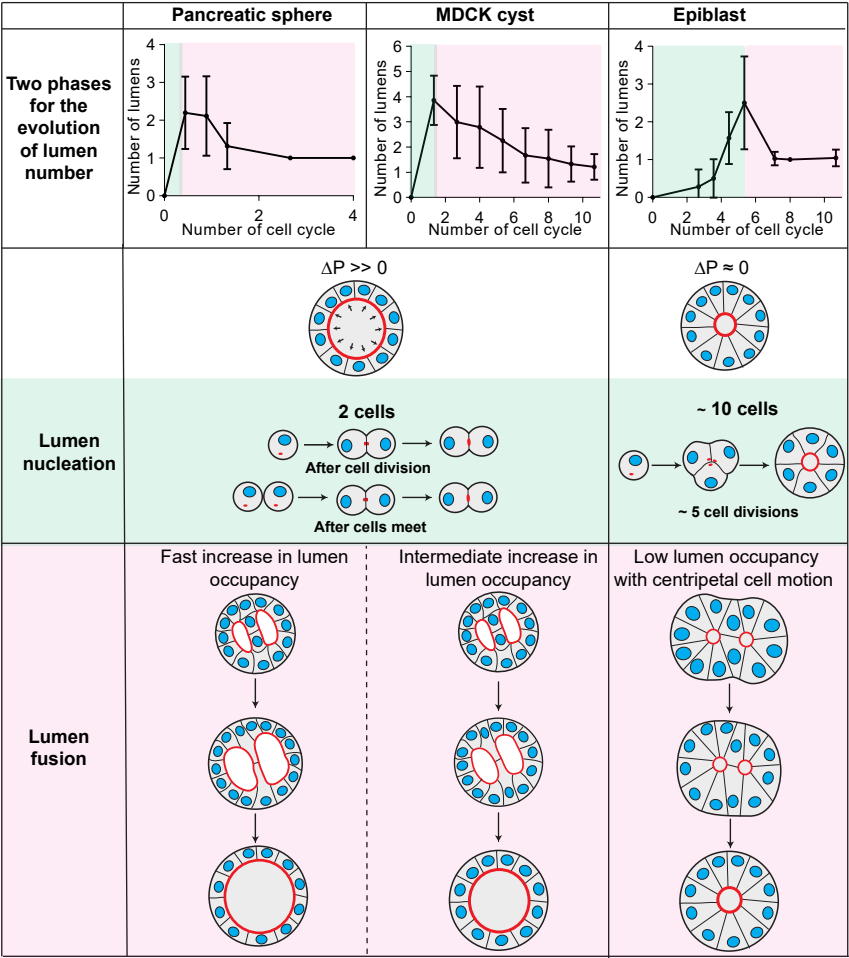 Pancreatic sphere
MDCK cyst
Epiblast
Two phases
for the
evolution
of lumen
number
Number of lumens
4
3
2
1
0
0
2
4
Number of cell cycle
Number of lumens
6
5
4
3
2
1
0
0
2
4
6
8
10
Number of cell cycle
Number of lumens
4
3
2
1
0
0
2
4
6
8
10
Number of cell cycle
ΔP >> 0
ΔP ≈ 0
Lumen
nucleation
2 cells
After cell division
After cells meet
~ 10 cells
~ 5 cell divisions
Lumen
fusion
Fast increase in lumen
occupancy
Intermediate increase in
lumen occupancy
Low lumen occupancy
with centripetal cell motion